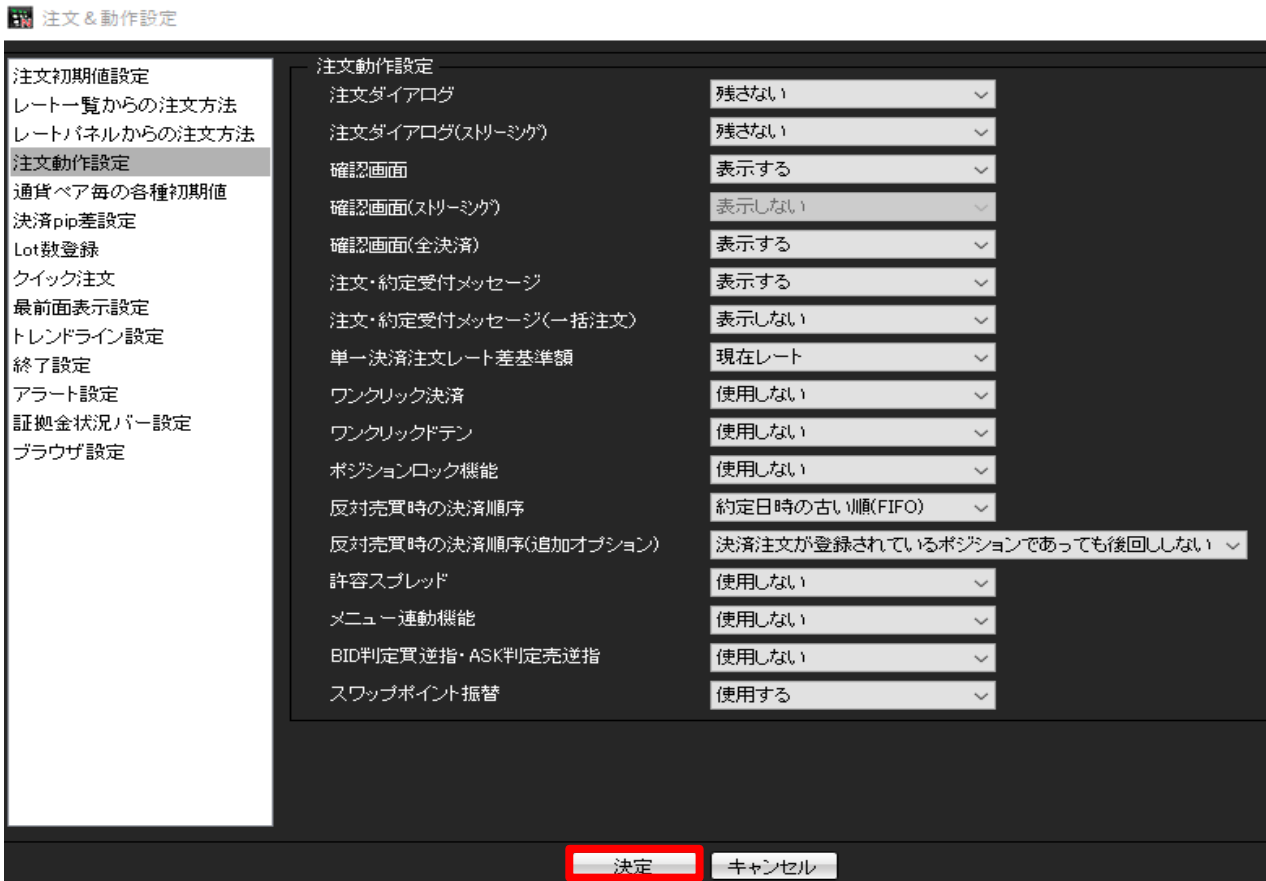 注文&動作設定
注文初期値設定
レート一覧からの注文方法
レートパネルからの注文方法
注文動作設定
通貨ペア毎の各種初期値
決済pip差設定
Lot数登録
クイック注文
最前面表示設定
トレンドライン設定
終了設定
アラート設定
証拠金状況バー設定
ブラウザ設定
注文動作設定
注文ダイアログ 残さない
注文ダイアログ(ストリーミング) 残さない
確認画面 表示する
確認画面(ストリーミング) 表示しない
確認画面(全決済) 表示する
注文・約定受付メッセージ 表示する
注文・約定受付メッセージ(一括注文) 表示しない
単一決済注文レート差基準額 現在レート
ワンクリック決済 使用しない
ワンクリックドテン 使用しない
ポジションロック機能 使用しない
反対売買時の決済順序 約定日時の古い順(FIFO)
反対売買時の決済順序(追加オプション) 決済注文が登録されているポジションであっても後回ししない
許容スプレッド 使用しない
メニュー連動機能 使用しない
BID判定買逆指・ASK判定売逆指 使用しない
スワップポイント振替 使用する
決定 キャンセル